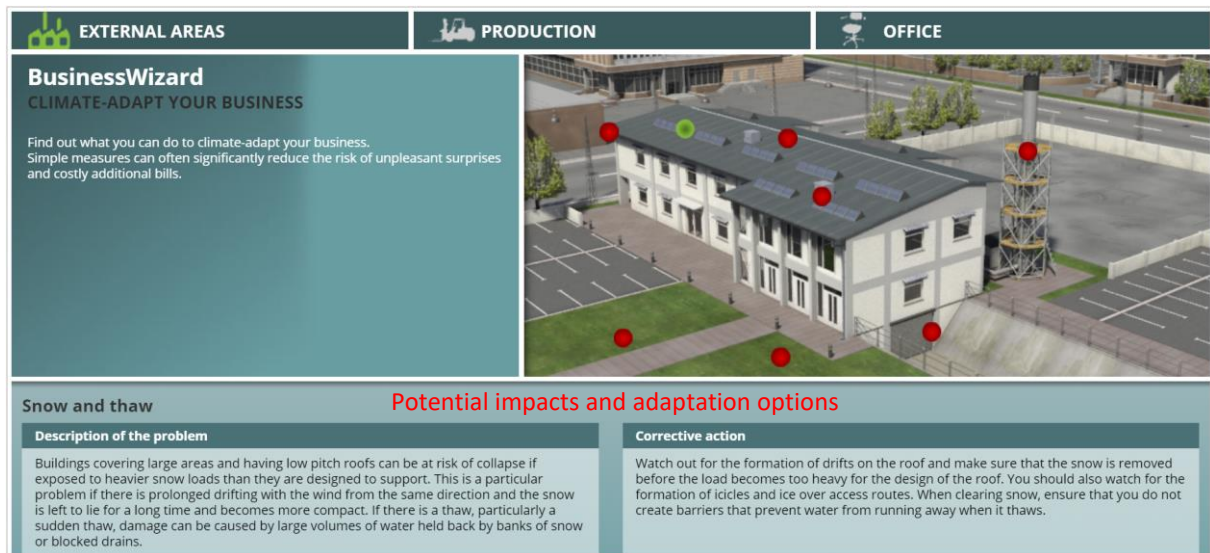 EXTERNAL AREAS
PRODUCTION
OFFICE
BusinessWizard
CLIMATE-ADAPT YOUR BUSINESS
Find out what you can do to climate-adapt your business.
Simple measures can often significantly reduce the risk of unpleasant surprises
and costly additional bills.
Potential impacts and adaptation options
Snow and thaw
Description of the problem
Buildings covering large areas and having low pitch roofs can be at risk of collapse if
exposed to heavier snow loads than they are designed to support. This is a particular
problem if there is prolonged drifting with the wind from the same direction and the snow
is left to lie for a long time and becomes more compact. If there is a thaw, particularly a
sudden thaw, damage can be caused by large volumes of water held back by banks of snow
or blocked drains.
Corrective action
Watch out for the formation of drifts on the roof and make sure that the snow is removed
before the load becomes too heavy for the design of the roof. You should also watch for the
formation of icicles and ice over access routes. When clearing snow, ensure that you do not
create barriers that prevent water from running away when it thaws.